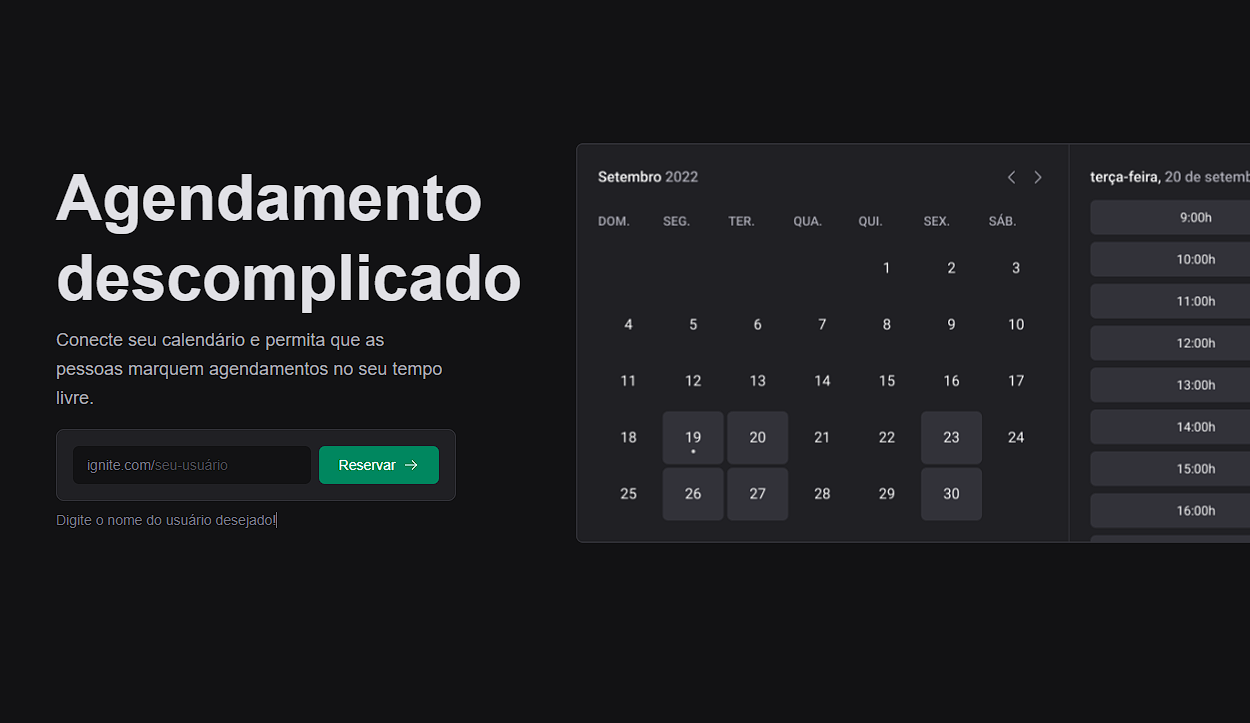 Agendamento
descomplicado
Conecte seu calendário e permita que as
pessoas marquem agendamentos no seu tempo
livre.
ignite.com/seu-usuário
Reservar →
Digite o nome do usuário desejado!
Setembro 2022
DOM. SEG. TER. QUA. QUI. SEX. SÁB.
1 2 3
4 5 6 7 8 9 10
11 12 13 14 15 16 17
18 19 20 21 22 23 24
25 26 27 28 29 30
terça-feira, 20 de setemb
9:00h
10:00h
11:00h
12:00h
13:00h
14:00h
15:00h
16:00h